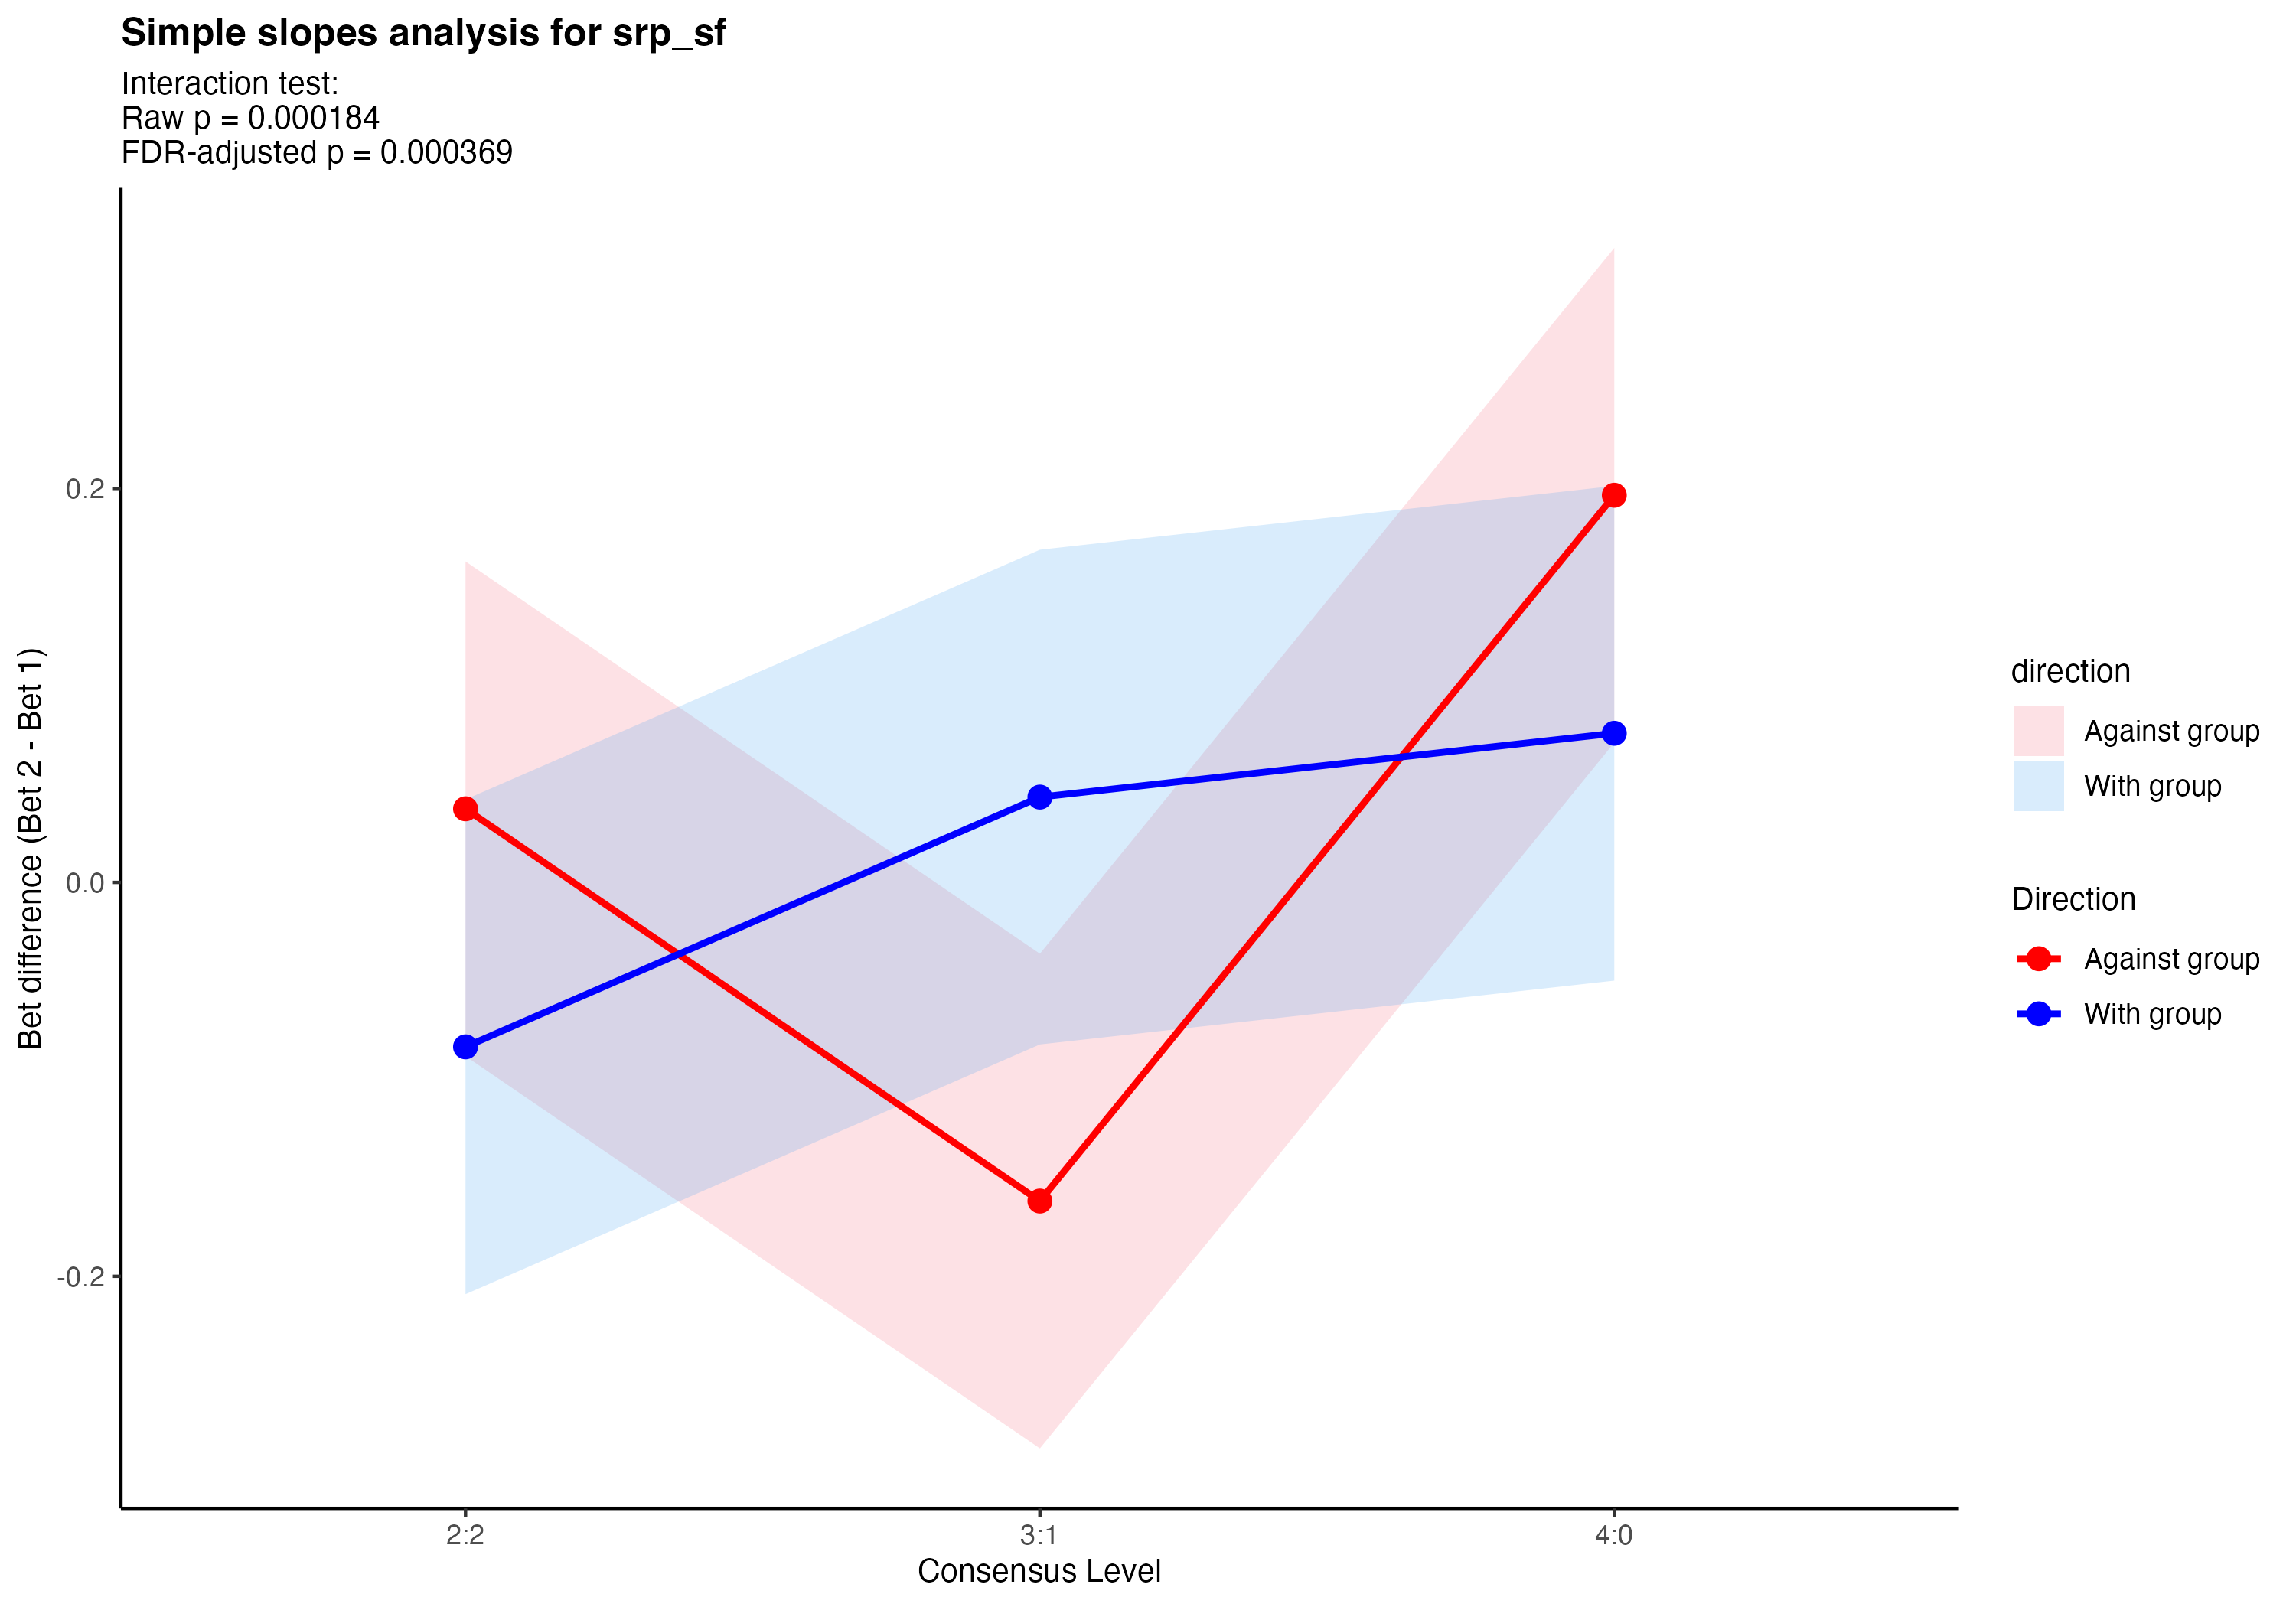 Simple slopes analysis for srp_sf
Interaction test:
Raw p = 0.000184
FDR-adjusted p = 0.000369
Bet difference (Bet 2 - Bet 1)
0.2
0.0
-0.2
2:2
3:1
4:0
Consensus Level
direction
Against group
With group
Direction
Against group
With group